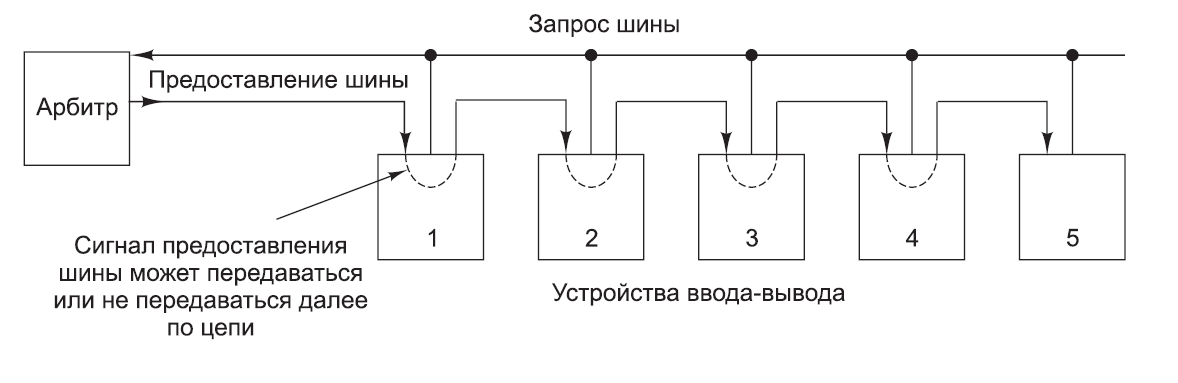 Запрос шины
Предоставление шины
Арбитр
1
2
3
4
5
Сигнал предоставления
шины может передаваться
или не передаваться далее
по цепи
Устройства ввода-вывода